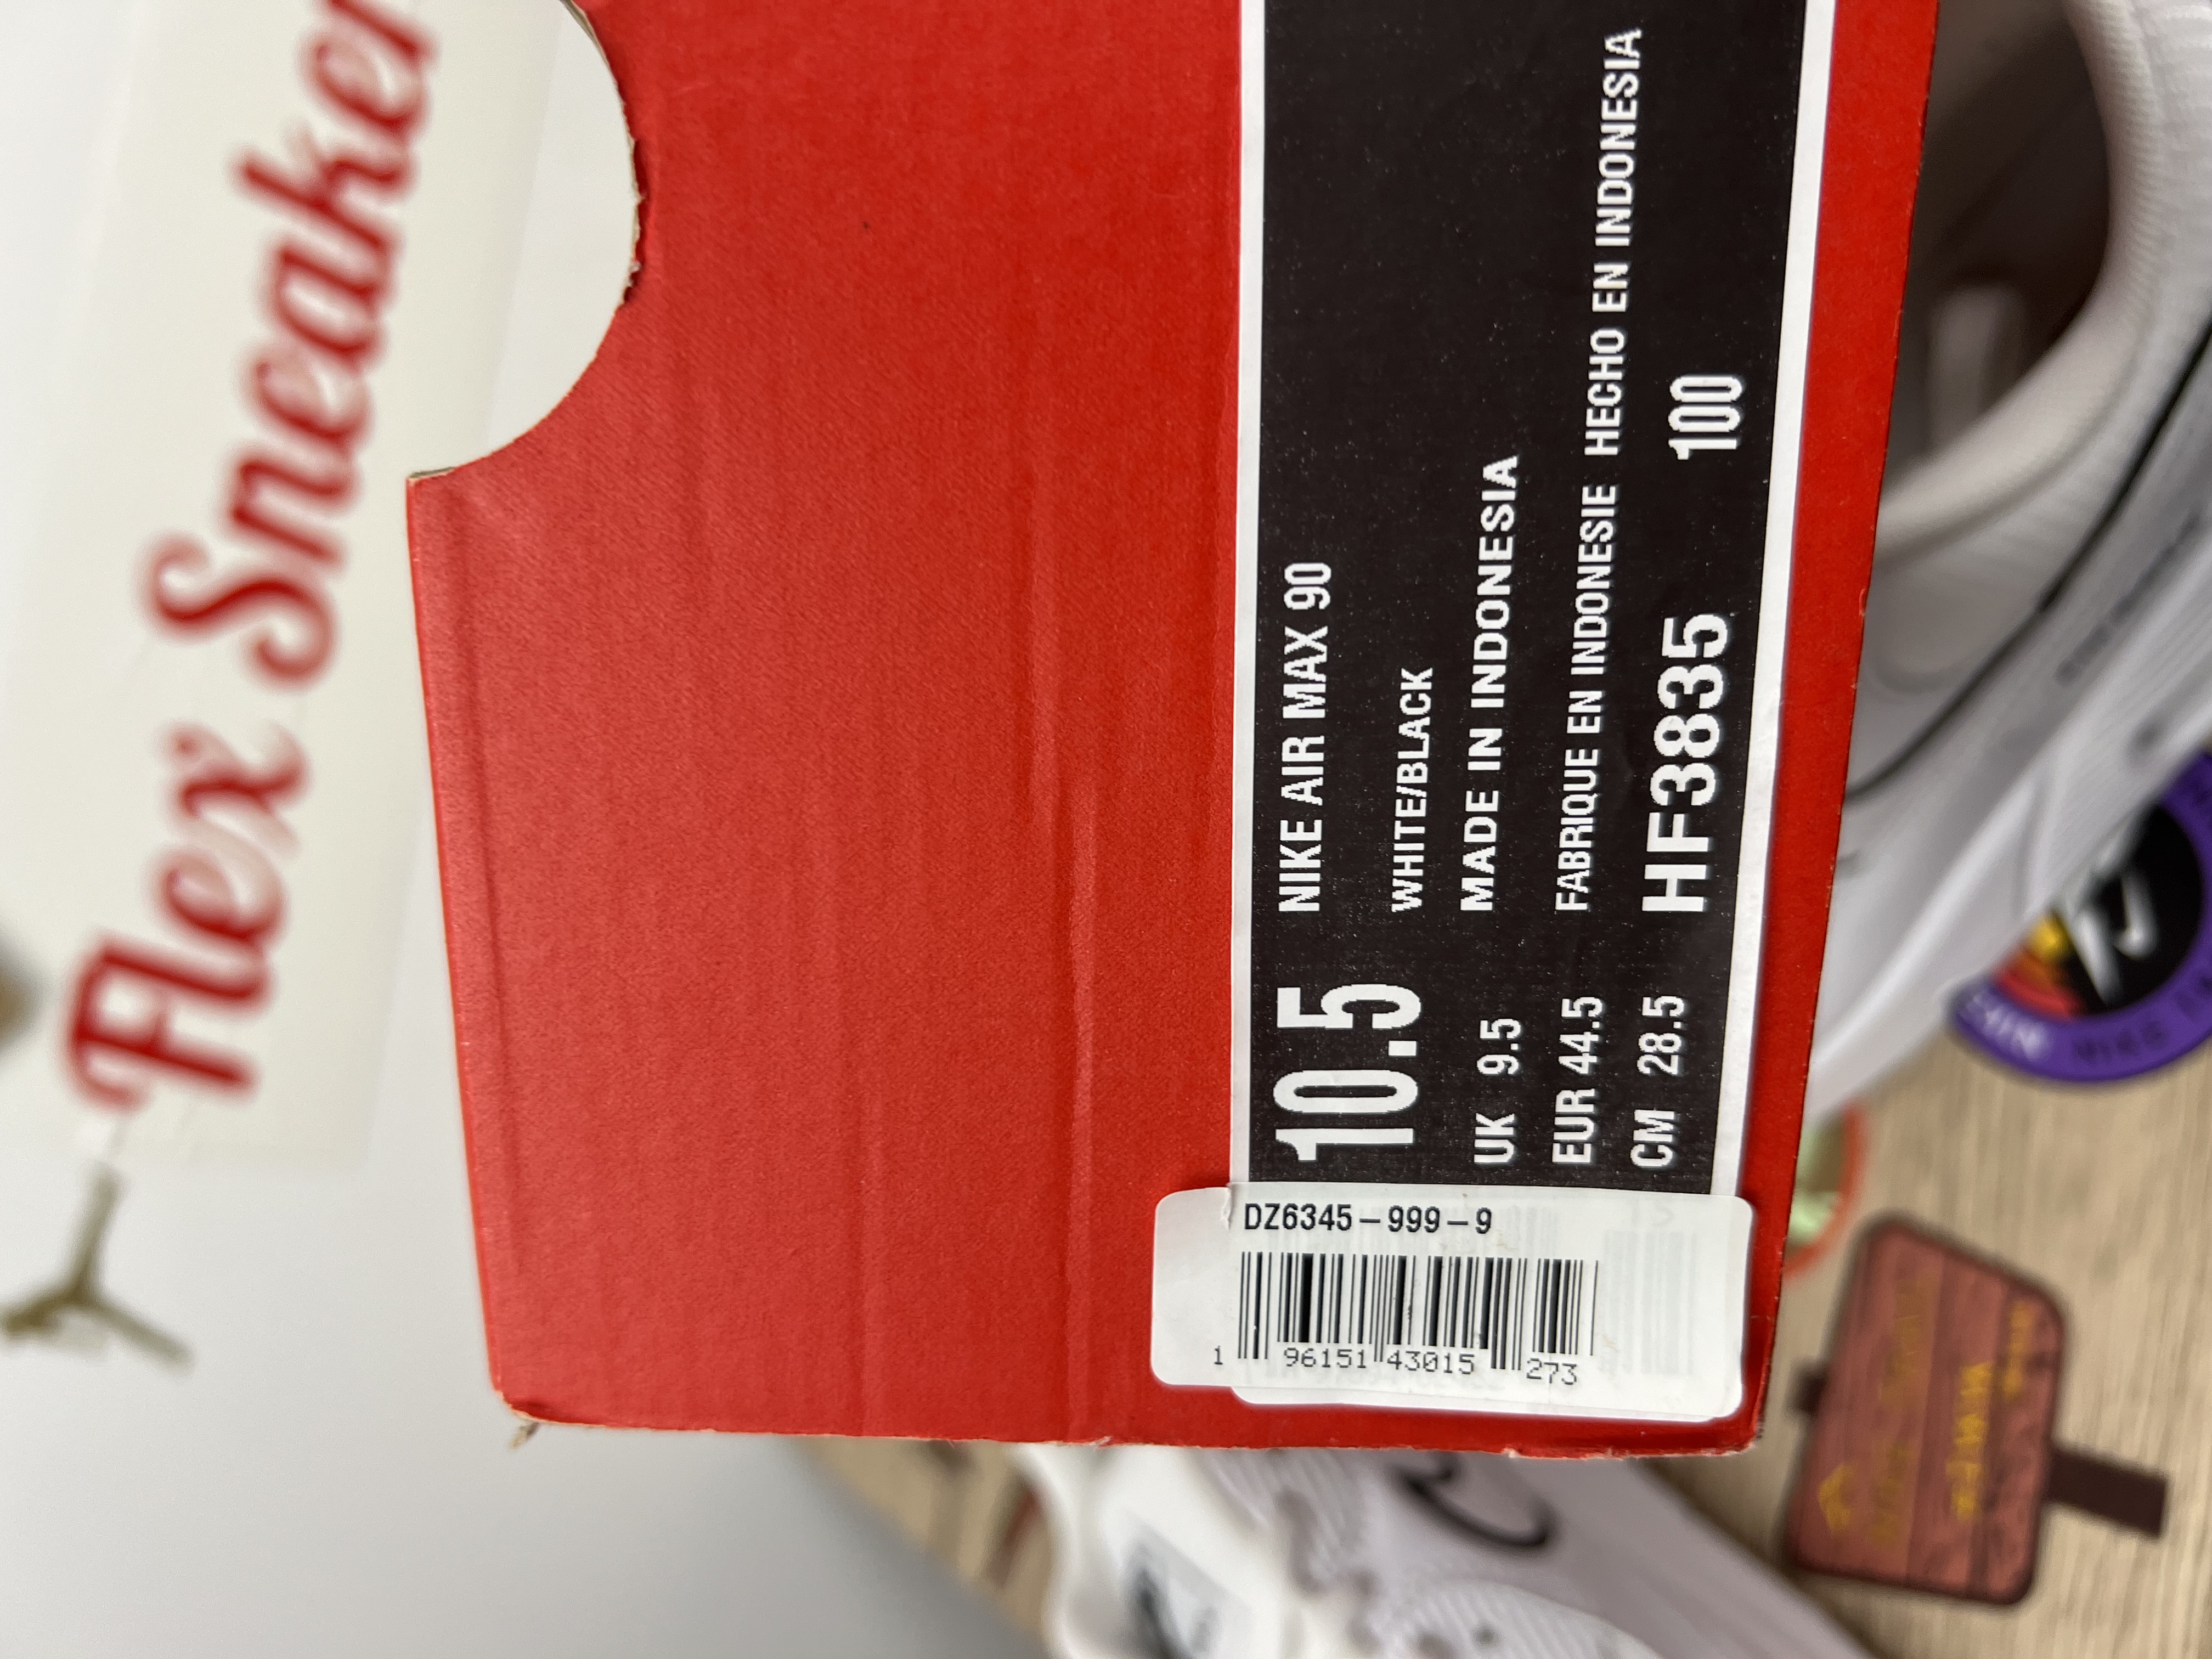 Flex Sneaker
DZ6345-999-9
1 96151 43015 273
10.5
NIKE AIR MAX 90
WHITE/BLACK
MADE IN INDONESIA
UK 9.5
EUR 44.5
FABRIQUE EN INDONESIE HECHO EN INDONESIA
CM 28.5
HF3835 100